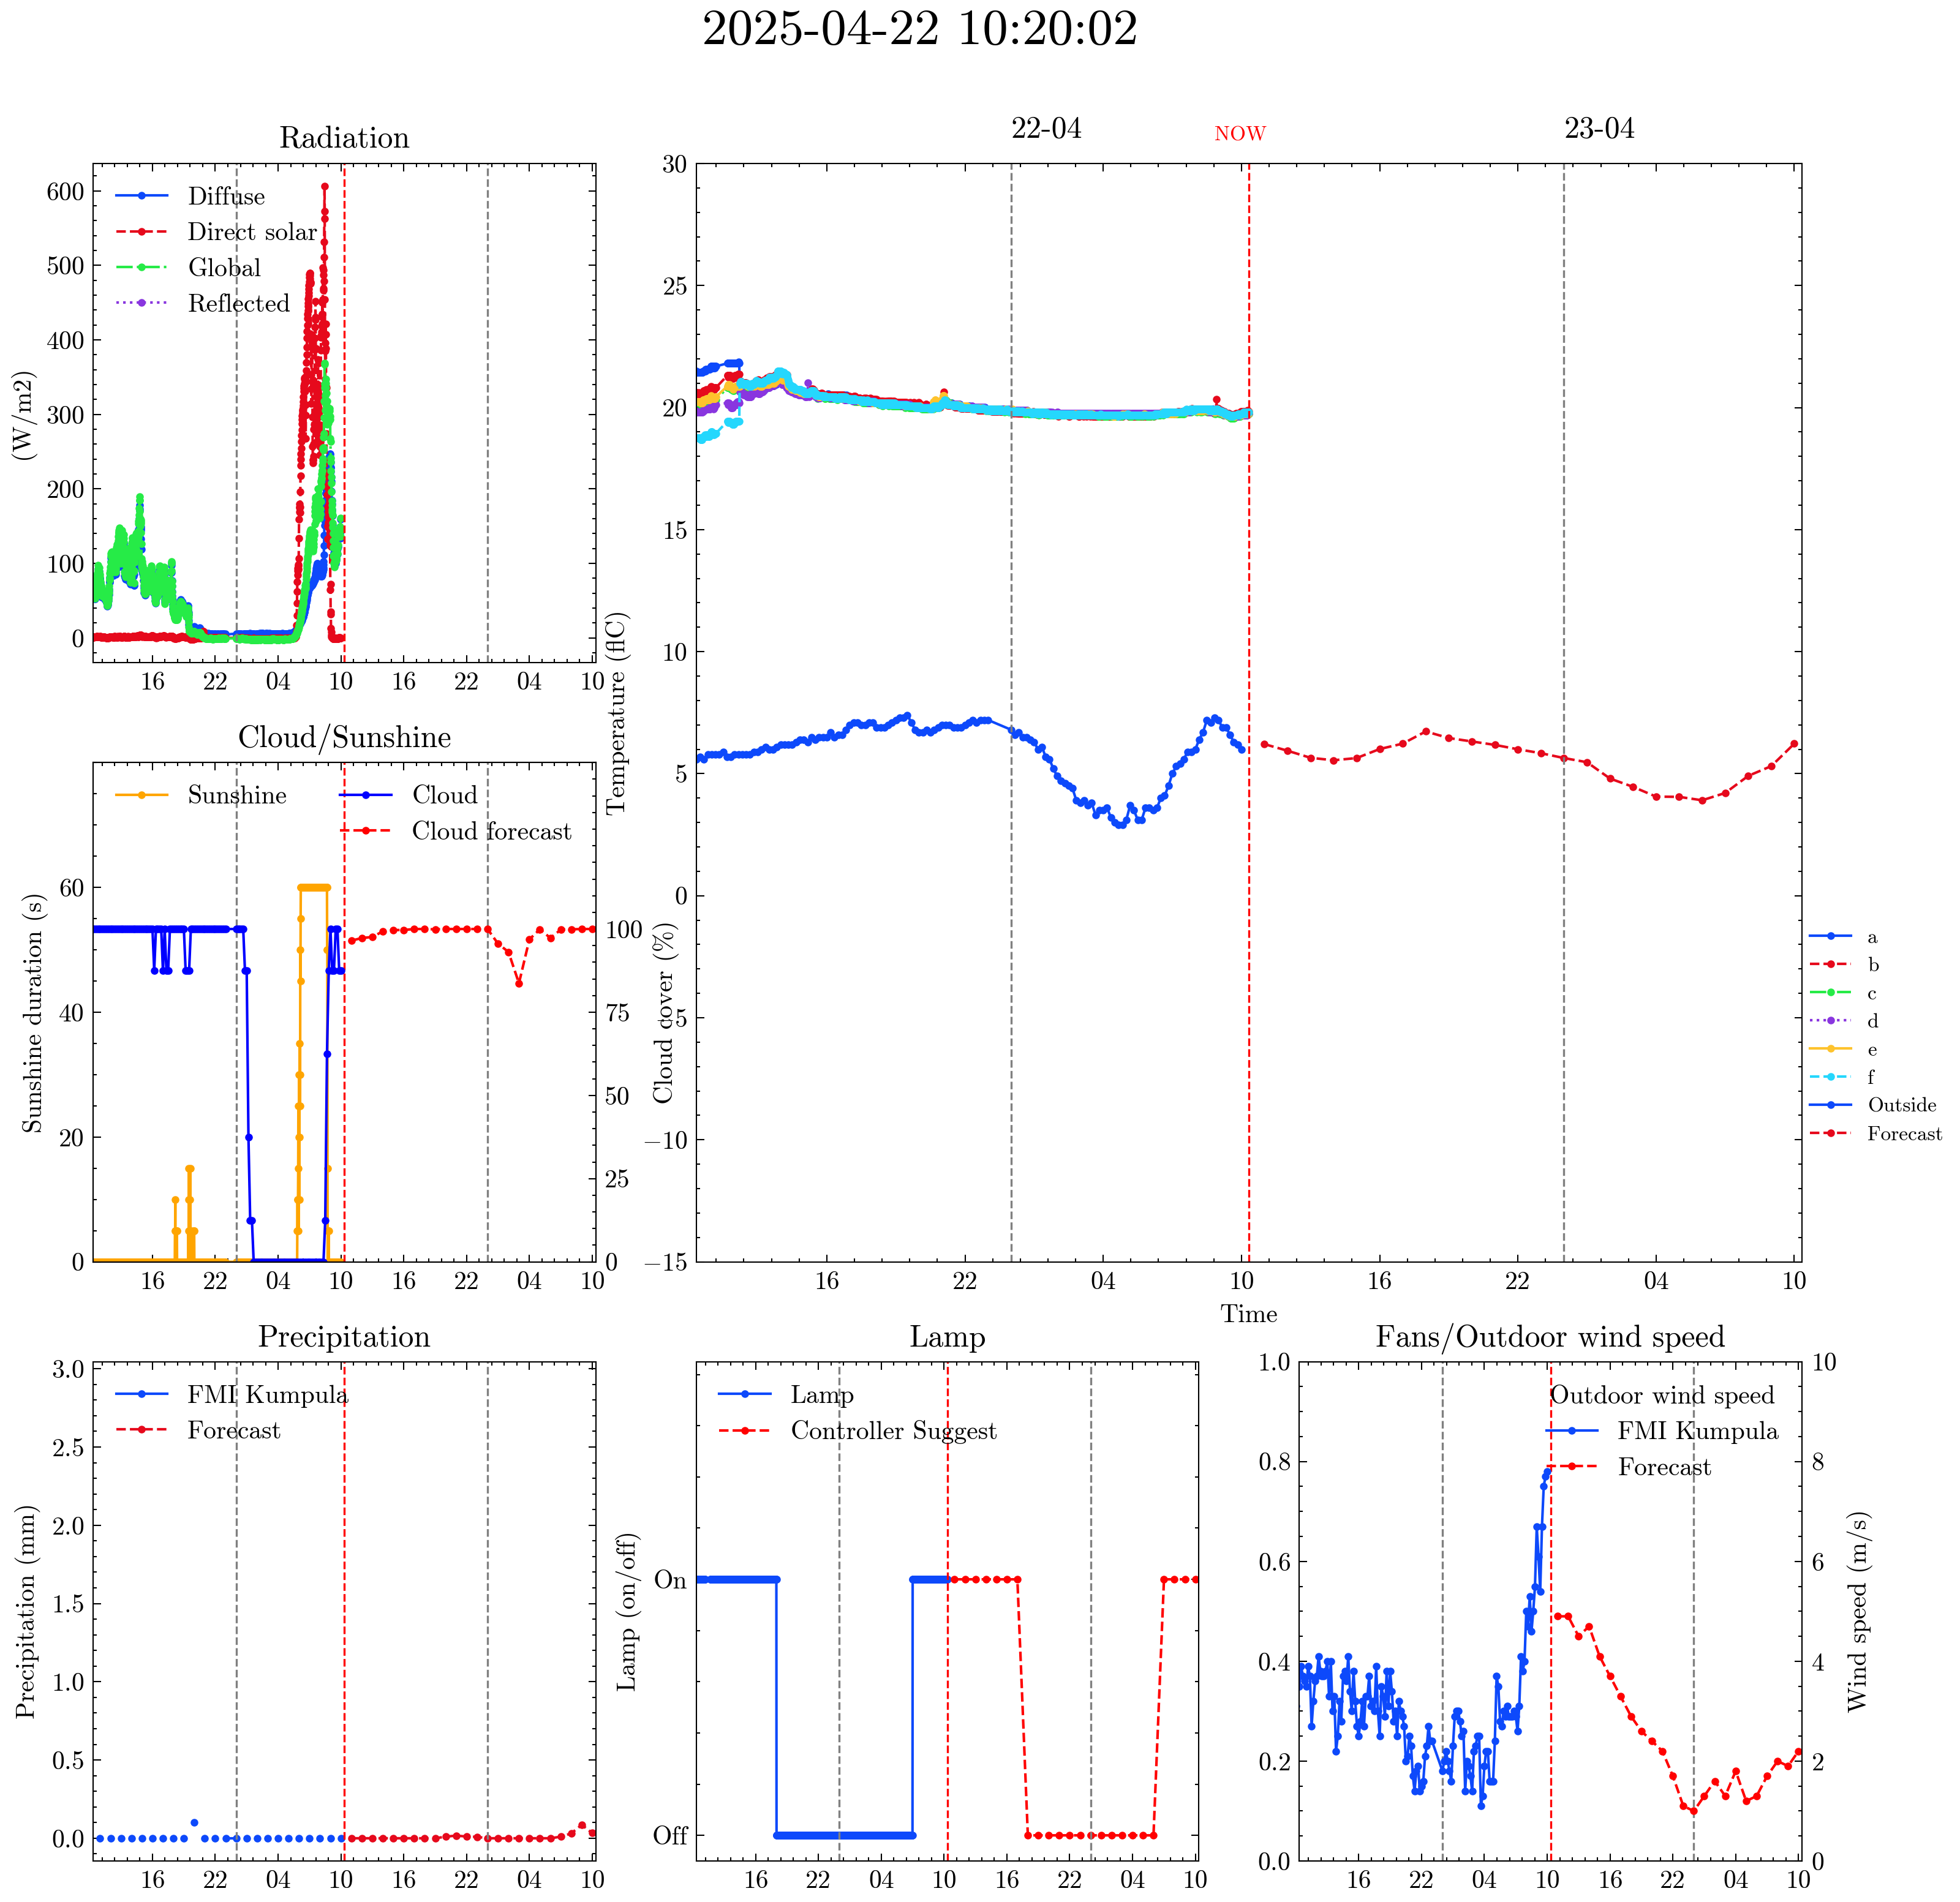 2025-04-22 10:20:02
Radiation
600
500
400
300
200
100
0
(W/m2)
Diffuse
Direct solar
Global
Reflected
16 22 04 10 16 22 04 10
22-04
NOW
23-04
30
25
20
15
10
5
0
−5
−10
−15
Temperature (flC)
16 22 04 10 16 22 04 10
Time
a
b
c
d
e
f
Outside
Forecast
Cloud/Sunshine
Sunshine
Cloud
Cloud forecast
60
40
20
0
Sunshine duration (s)
100
75
50
25
0
Cloud cover (%)
16 22 04 10 16 22 04 10
Precipitation
FMI Kumpula
Forecast
3.0
2.5
2.0
1.5
1.0
0.5
0.0
Precipitation (mm)
16 22 04 10 16 22 04 10
Lamp
Lamp
Controller Suggest
On
Off
Lamp (on/off)
16 22 04 10 16 22 04 10
Fans/Outdoor wind speed
Outdoor wind speed
FMI Kumpula
Forecast
1.0
0.8
0.6
0.4
0.2
0.0
10
8
6
4
2
0
Wind speed (m/s)
16 22 04 10 16 22 04 10